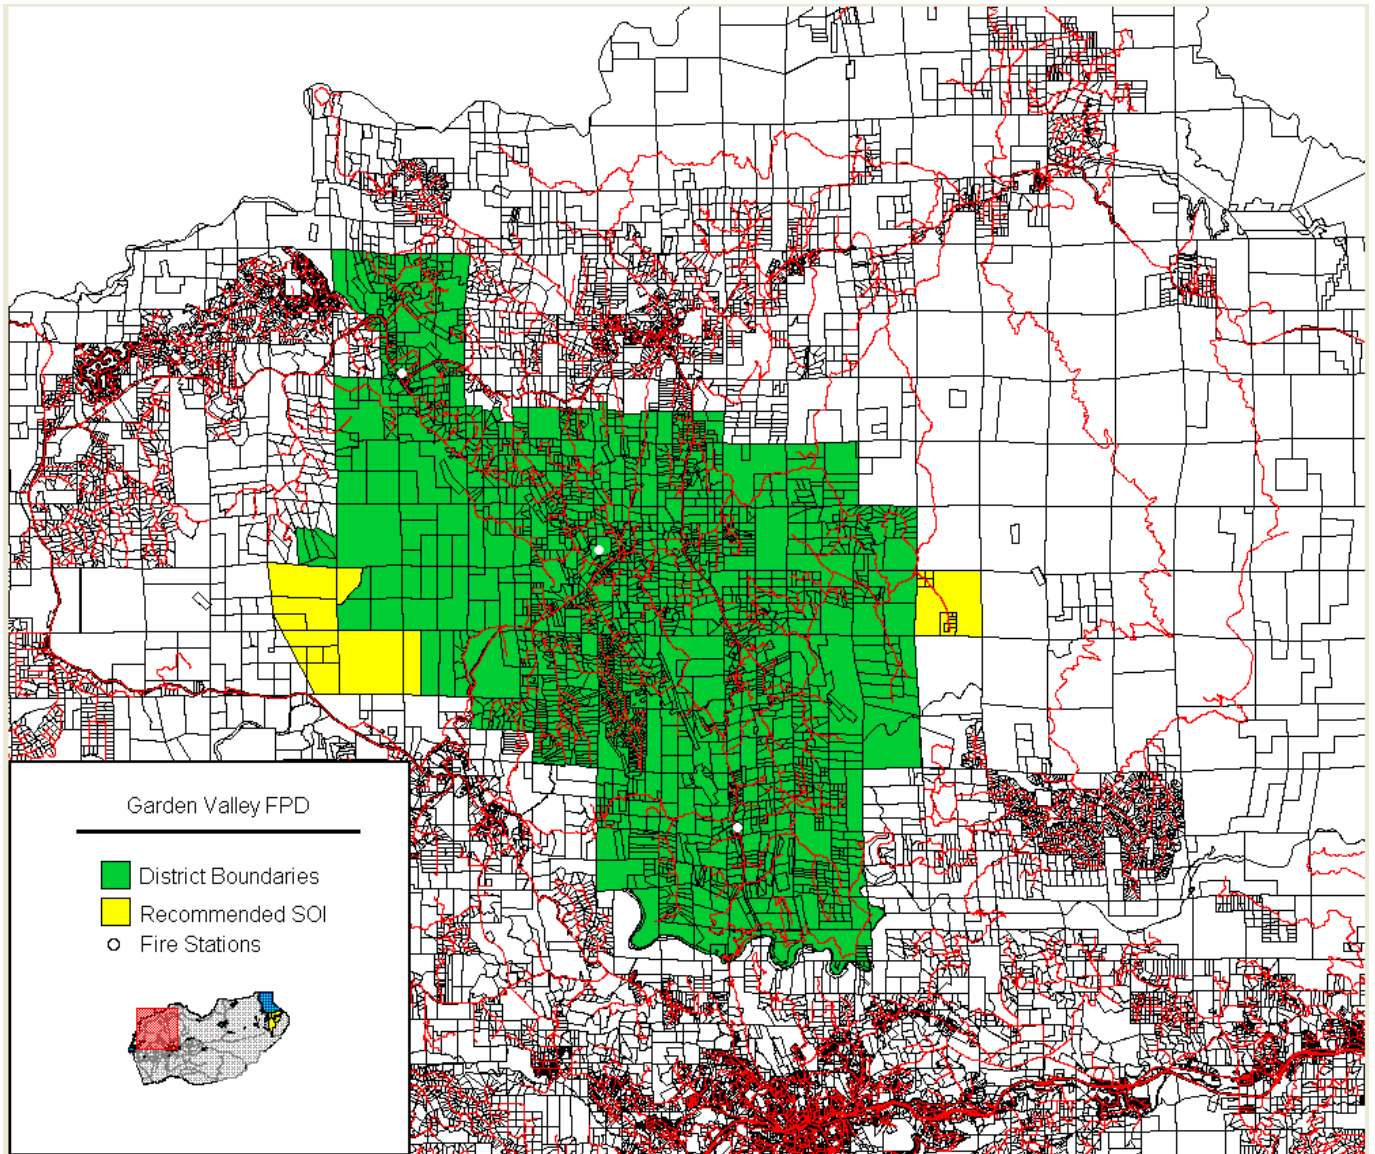 Garden Valley FPD
District Boundaries
Recommended SOI
Fire Stations